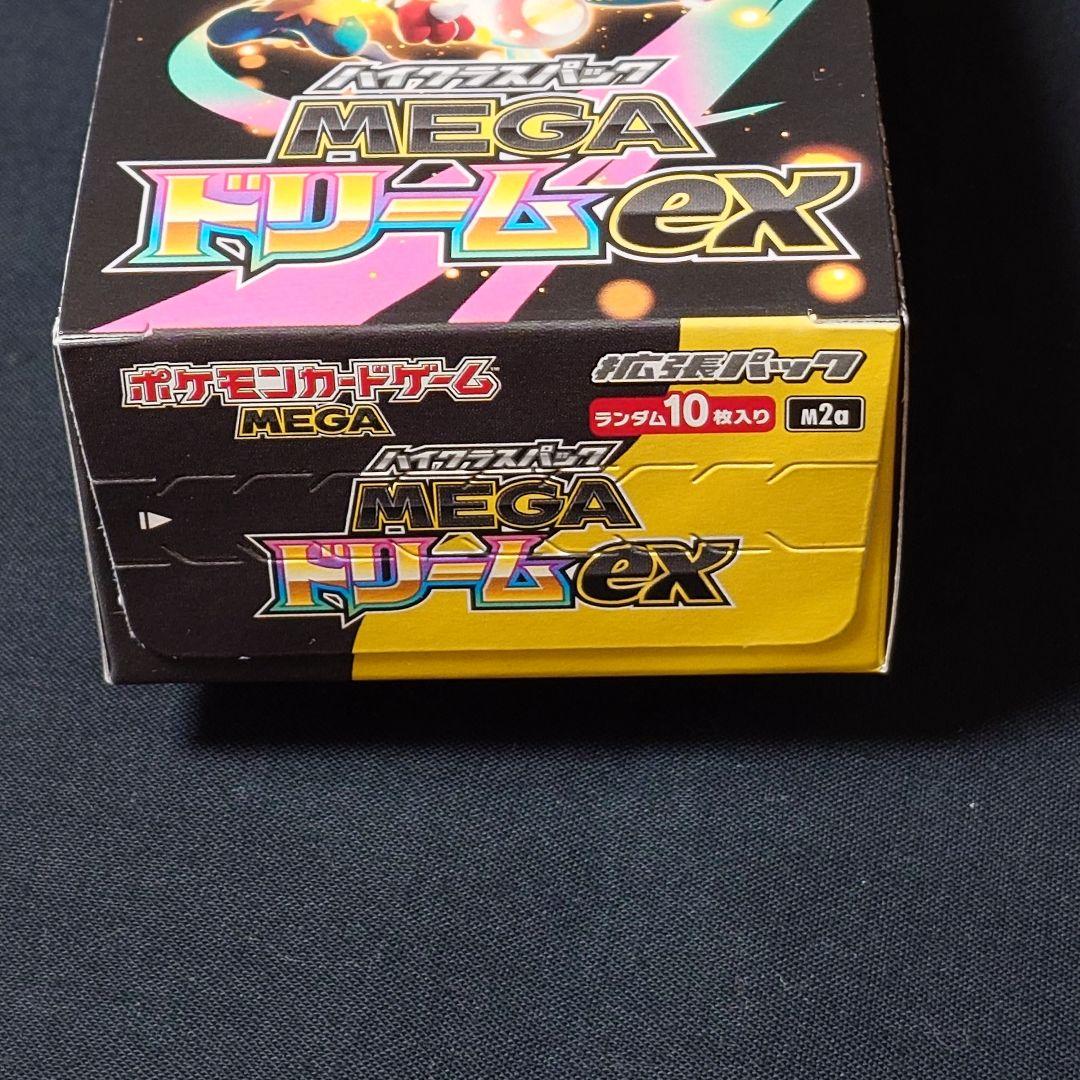 ハイクラスパック
MEGA
ドリームex
ポケモンカードゲーム™
MEGA
拡張パック
ランダム10枚入り M2a
ハイクラスパック
MEGA
ドリームex